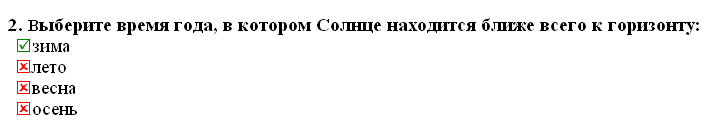 2. Выберите время года, в котором Солнце находится ближе всего к горизонту:
зима
лето
весна
осень